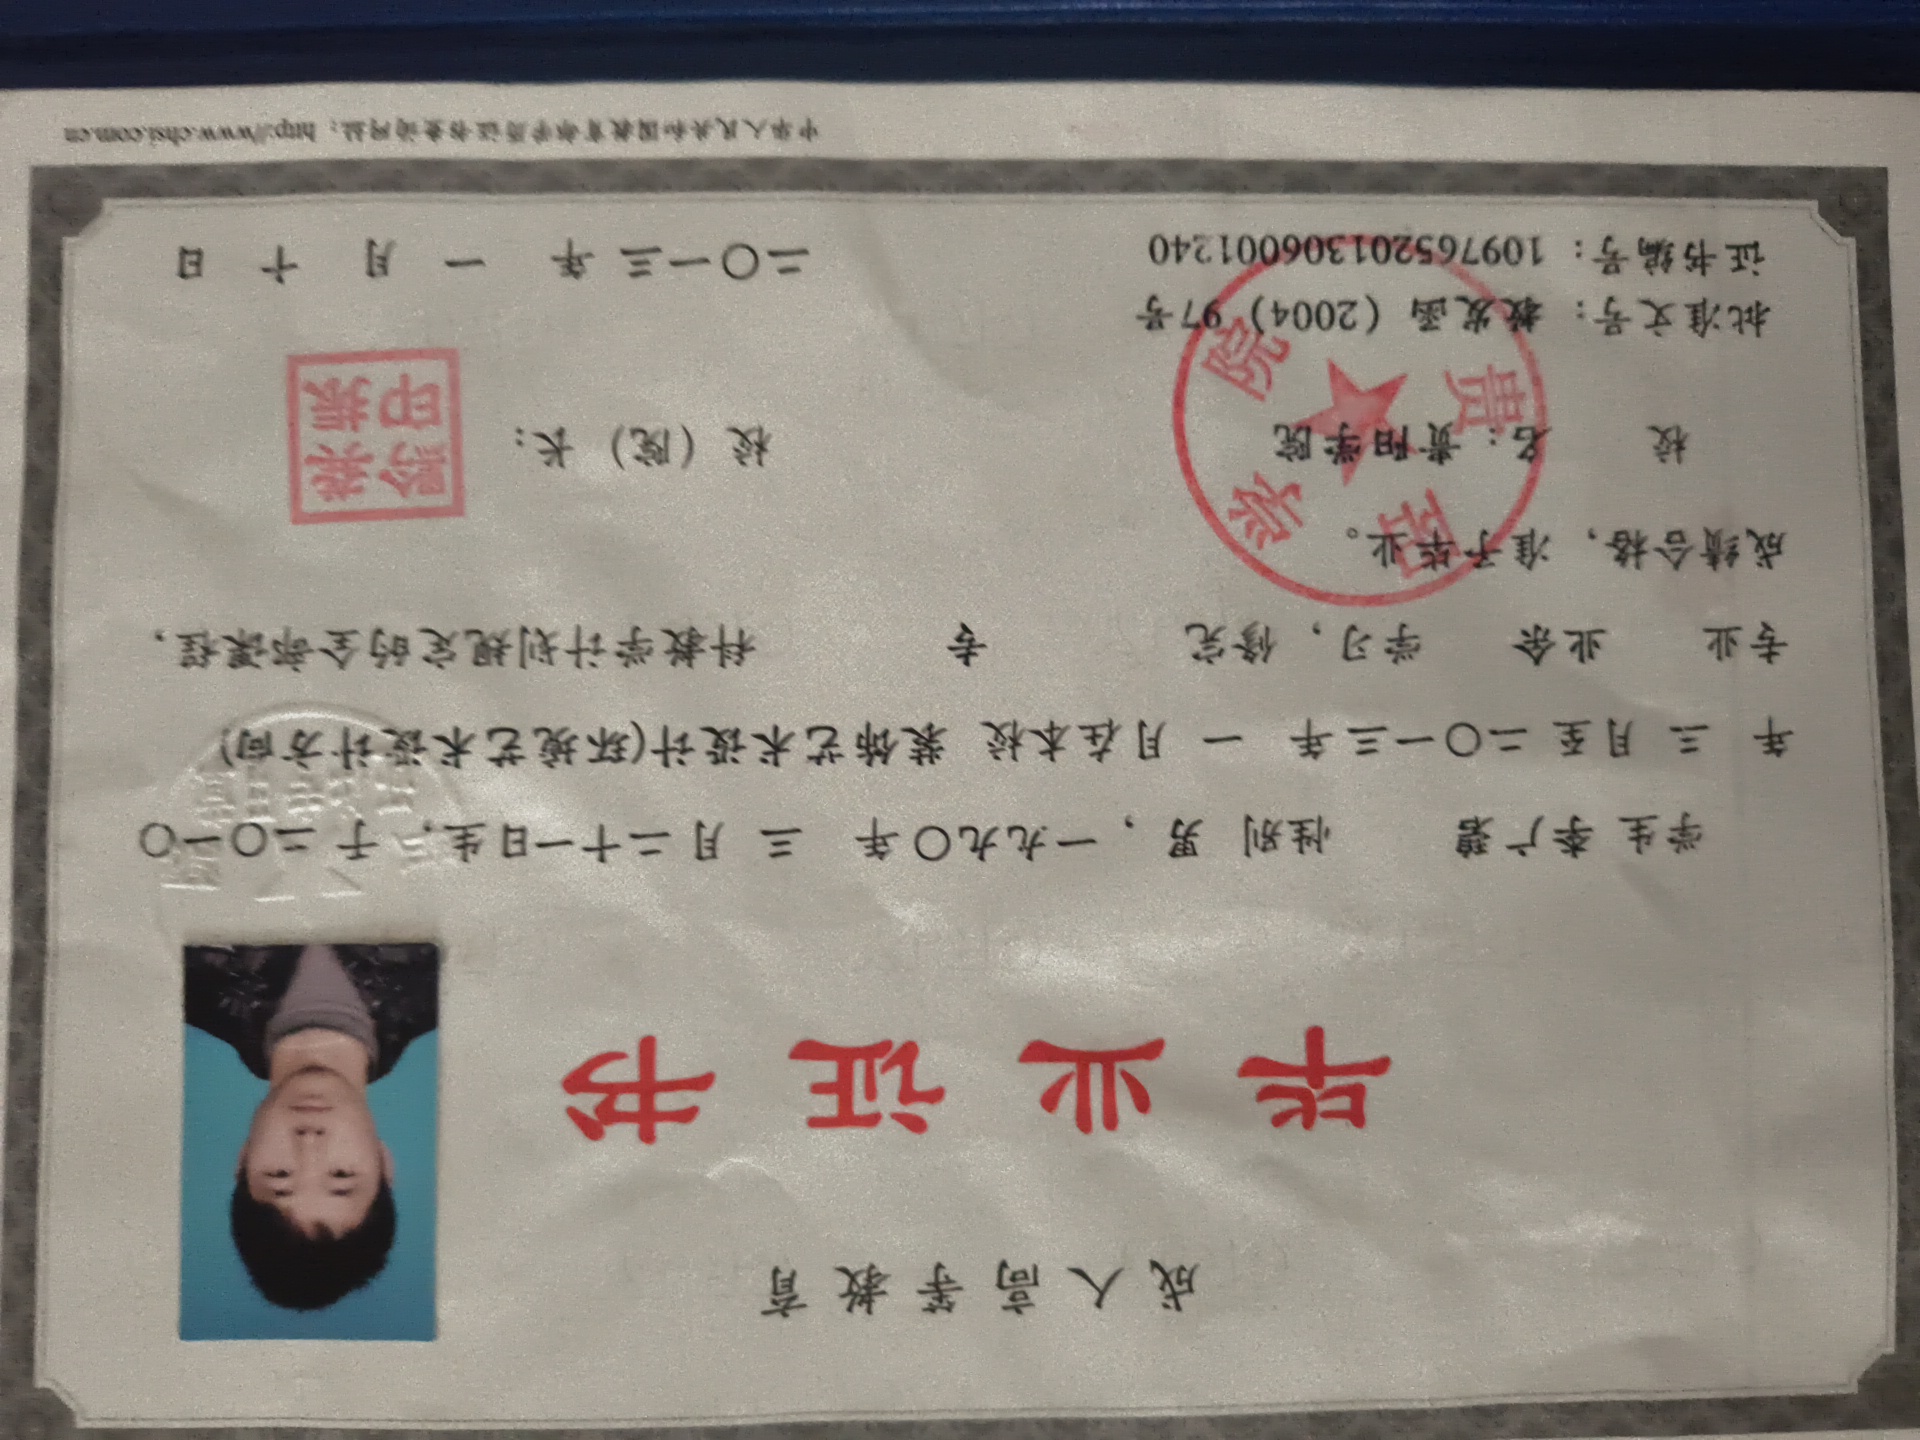 成人高等教育
毕业证书
学生 李广碧 性别 男，一九九〇年 三 月二十一日生，于 二〇一〇
年 三 月至 二〇一三年 一 月在本校 装饰艺术设计(环境艺术设计方向)
专业 业余 学习，修完 专 科教学计划规定的全部课程，
成绩合格，准予毕业。
校 名：贵阳学院 校（院）长：
贵阳学院
批准文号：教发函（2004）97号
证书编号：109765201306001240 二〇一三 年 一 月 十 日
中华人民共和国教育部学历证书查询网址：http://www.chsi.com.cn